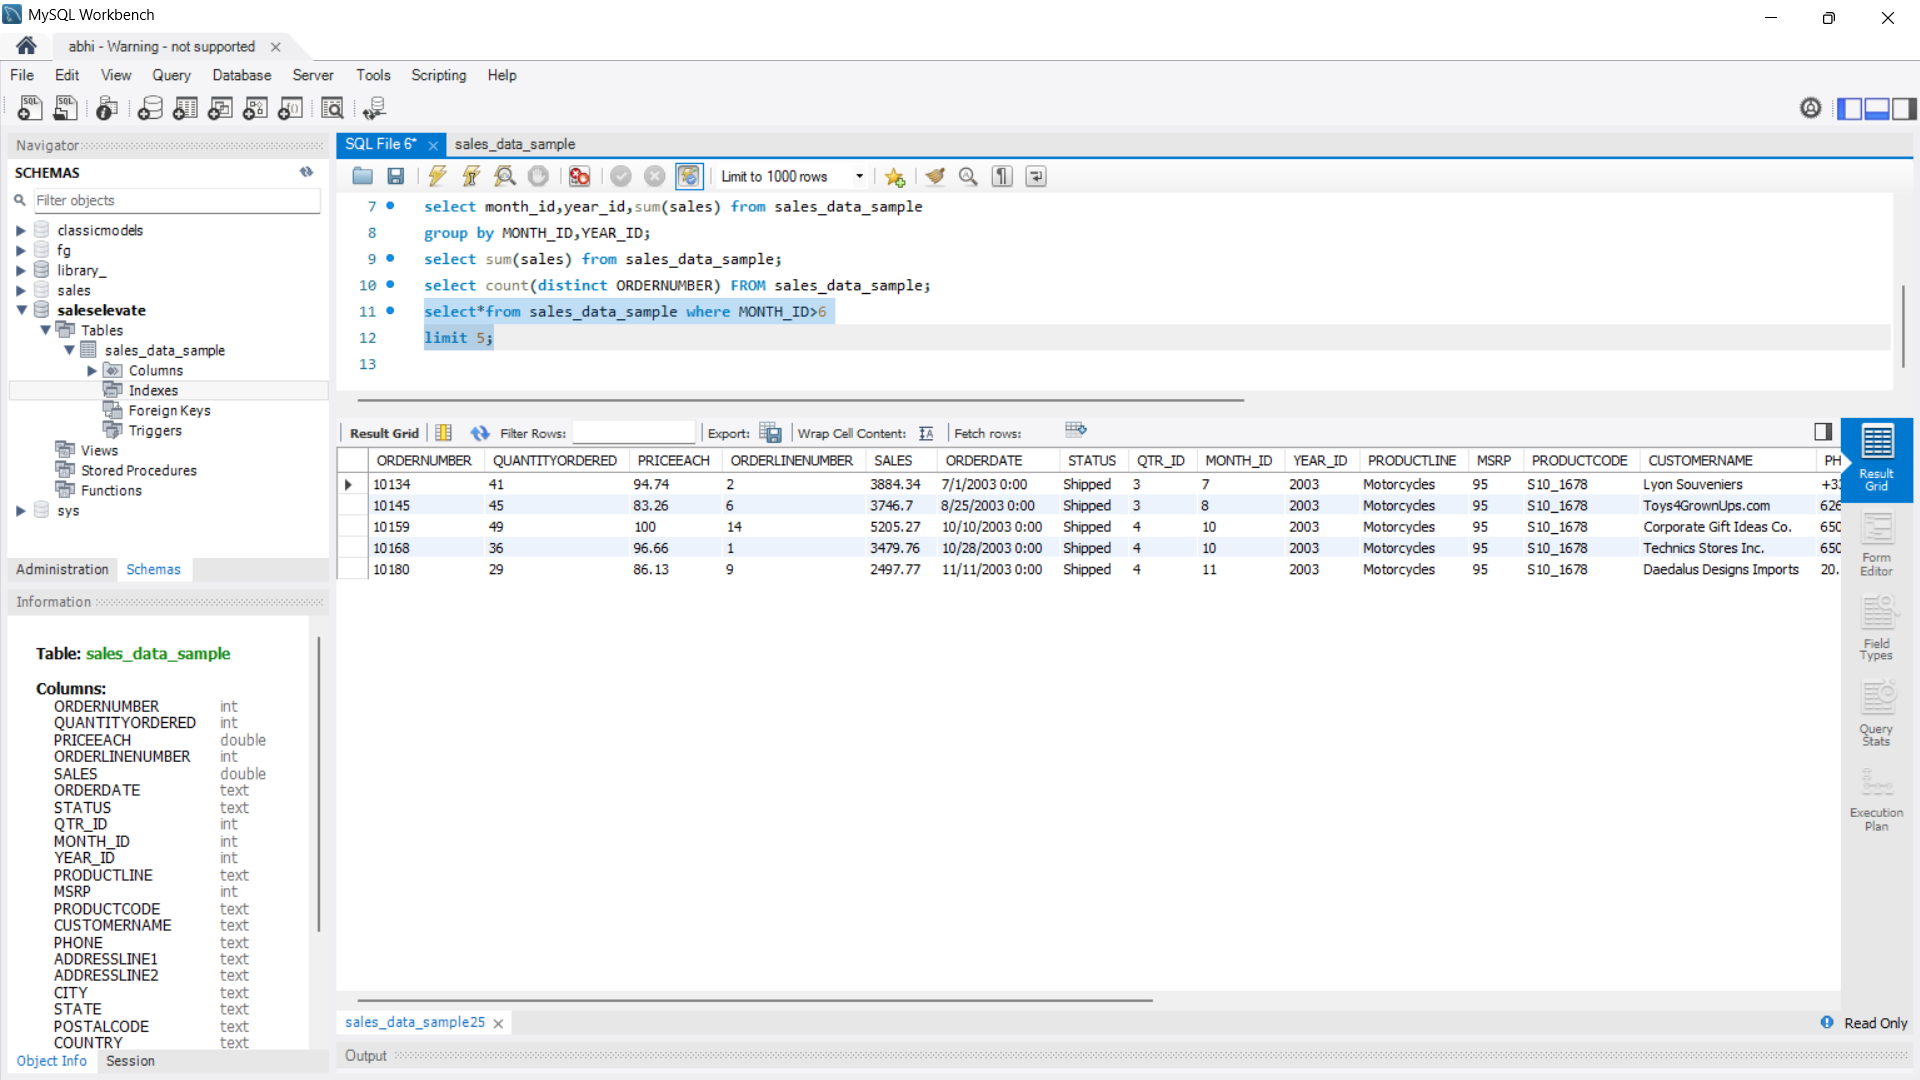 MySQL Workbench
abhi - Warning - not supported
File Edit View Query Database Server Tools Scripting Help
Navigator
SCHEMAS
Filter objects
classicmodels
fg
library_
sales
saleselevate
Tables
sales_data_sample
Columns
Indexes
Foreign Keys
Triggers
Views
Stored Procedures
Functions
sys
Administration Schemas
Information
Table: sales_data_sample
Columns:
ORDERNUMBER int
QUANTITYORDERED int
PRICEEACH double
ORDERLINENUMBER int
SALES double
ORDERDATE text
STATUS text
QTR_ID int
MONTH_ID int
YEAR_ID int
PRODUCTLINE text
MSRP int
PRODUCTCODE text
CUSTOMERNAME text
PHONE text
ADDRESSLINE1 text
ADDRESSLINE2 text
CITY text
STATE text
POSTALCODE text
COUNTRY text
Object Info Session
SQL File 6* sales_data_sample
Limit to 1000 rows
7 select month_id,year_id,sum(sales) from sales_data_sample
8 group by MONTH_ID,YEAR_ID;
9 select sum(sales) from sales_data_sample;
10 select count(distinct ORDERNUMBER) FROM sales_data_sample;
11 select*from sales_data_sample where MONTH_ID>6
12 limit 5;
13
Result Grid Filter Rows: Export: Wrap Cell Content: Fetch rows:
ORDERNUMBER QUANTITYORDERED PRICEEACH ORDERLINENUMBER SALES ORDERDATE STATUS QTR_ID MONTH_ID YEAR_ID PRODUCTLINE MSRP PRODUCTCODE CUSTOMERNAME PH
10134 41 94.74 2 3884.34 7/1/2003 0:00 Shipped 3 7 2003 Motorcycles 95 S10_1678 Lyon Souveniers +33
10145 45 83.26 6 3746.7 8/25/2003 0:00 Shipped 3 8 2003 Motorcycles 95 S10_1678 Toys4GrownUps.com 626
10159 49 100 14 5205.27 10/10/2003 0:00 Shipped 4 10 2003 Motorcycles 95 S10_1678 Corporate Gift Ideas Co. 650
10168 36 96.66 1 3479.76 10/28/2003 0:00 Shipped 4 10 2003 Motorcycles 95 S10_1678 Technics Stores Inc. 650
10180 29 86.13 9 2497.77 11/11/2003 0:00 Shipped 4 11 2003 Motorcycles 95 S10_1678 Daedalus Designs Imports 20.
Result
Grid
Form
Editor
Field
Types
Query
Stats
Execution
Plan
sales_data_sample25
Read Only
Output